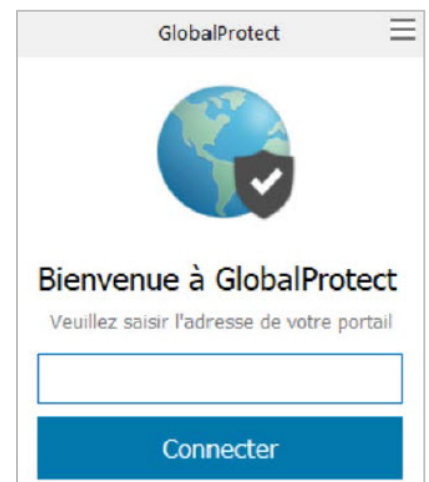 GlobalProtect
Bienvenue à GlobalProtect
Veuillez saisir l'adresse de votre portail
Connecter